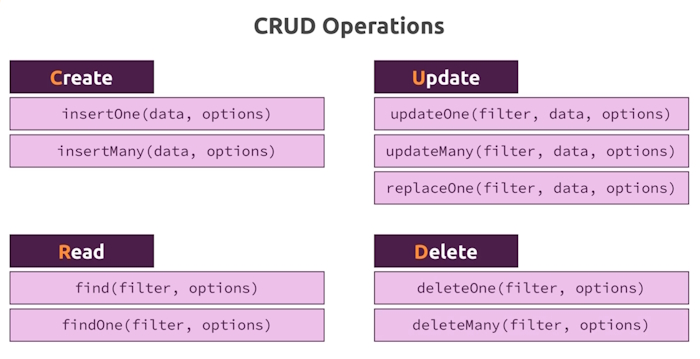 CRUD Operations
Create
insertOne(data, options)
insertMany(data, options)
Update
updateOne(filter, data, options)
updateMany(filter, data, options)
replaceOne(filter, data, options)
Read
find(filter, options)
findOne(filter, options)
Delete
deleteOne(filter, options)
deleteMany(filter, options)